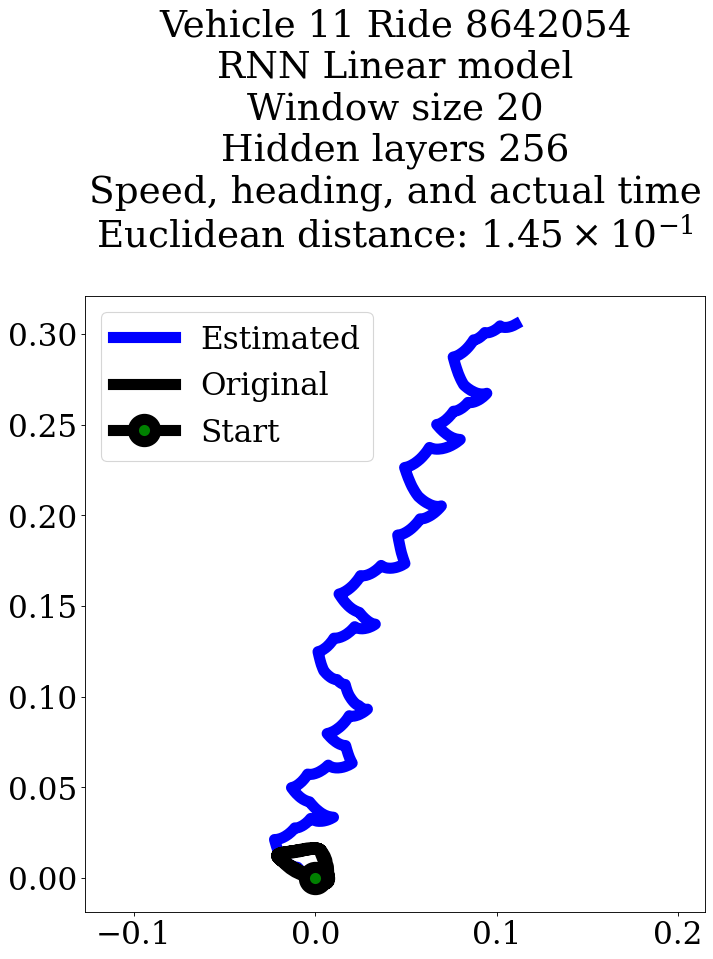 Vehicle 11 Ride 8642054
RNN Linear model
Window size 20
Hidden layers 256
Speed, heading, and actual time
Euclidean distance: 1.45 × 10⁻¹
Estimated
Original
Start
0.30
0.25
0.20
0.15
0.10
0.05
0.00
−0.1
0.0
0.1
0.2